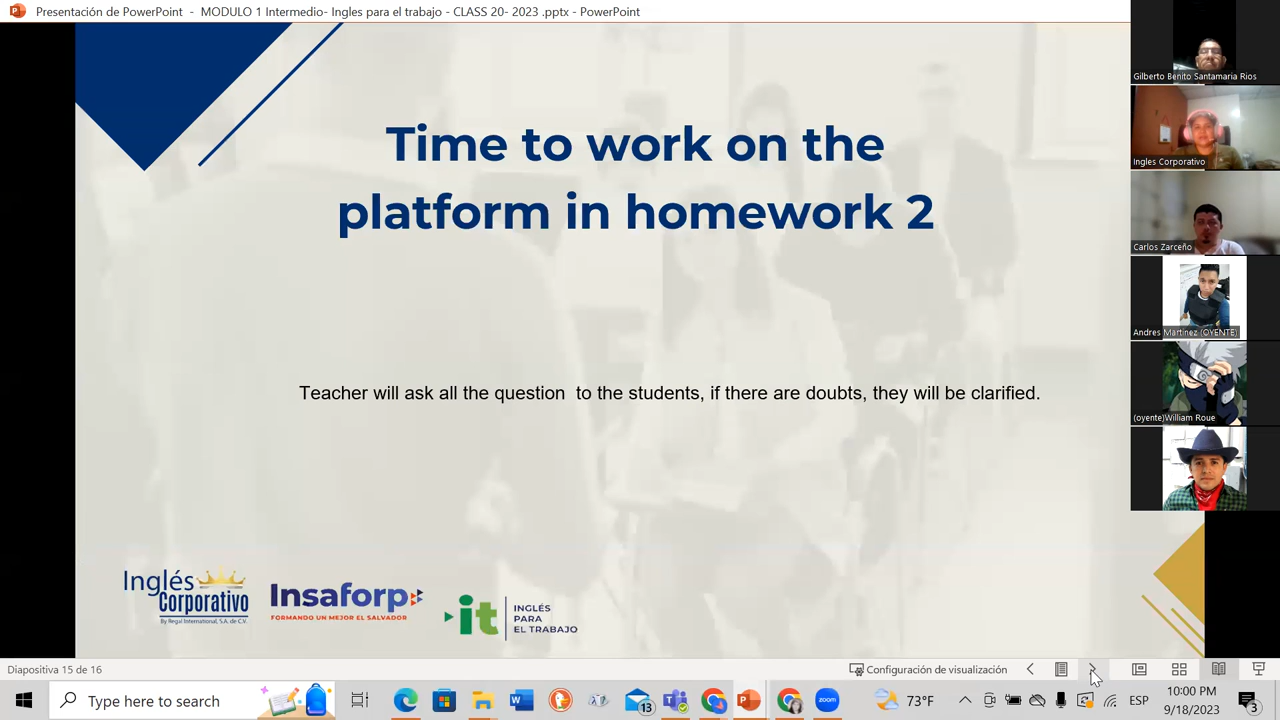 Presentación de PowerPoint - MODULO 1 Intermedio- Ingles para el trabajo - CLASS 20- 2023 .pptx - PowerPoint
Gilberto Benito Santamaria Rios
Ingles Corporativo
Carlos Zarceño
Andres Martinez (OYENTE)
(oyente)William Roue
Time to work on the
platform in homework 2
Teacher will ask all the question  to the students, if there are doubts, they will be clarified.
Inglés
Corporativo
By Regal International, S.A. de C.V.
Insaforp
FORMANDO UN MEJOR EL SALVADOR
it
INGLÉS
PARA
EL TRABAJO
Diapositiva 15 de 16
Configuración de visualización
Type here to search
13
zoom
73°F
ESP
10:00 PM
9/18/2023
3